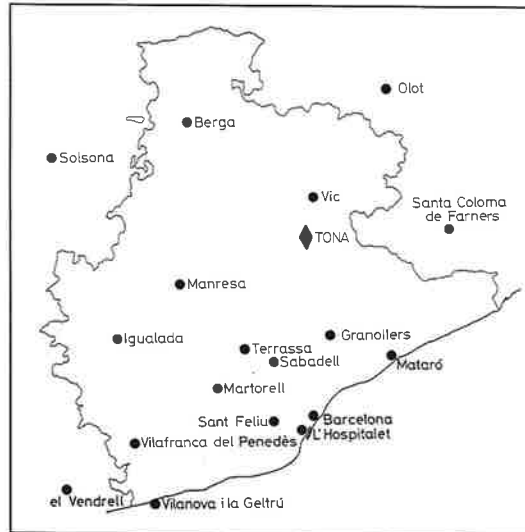 Olot
Berga
Soisona
Vic
Santa Coloma
de Farners
TONA
Manresa
Igualada
Granoilers
Terrassa
Sabadell
Mataró
Martorell
Sant Feliu
Barcelona
L'Hospitalet
Vilafranca del Penedès
el Vendrell
Vilanova i la Geltrú